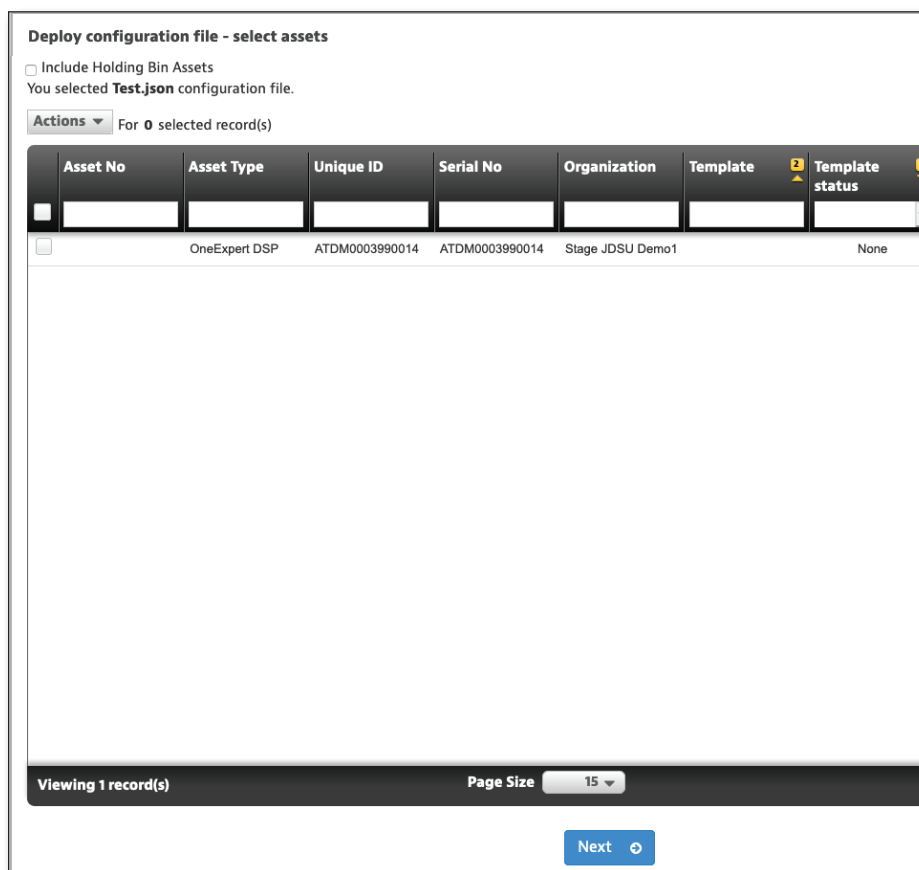 Deploy configuration file - select assets
Include Holding Bin Assets
You selected Test.json configuration file.
Actions For 0 selected record(s)
Asset No Asset Type Unique ID Serial No Organization Template 2 Template status
OneExpert DSP ATDM0003990014 ATDM0003990014 Stage JDSU Demo1 None
Viewing 1 record(s) Page Size 15
Next